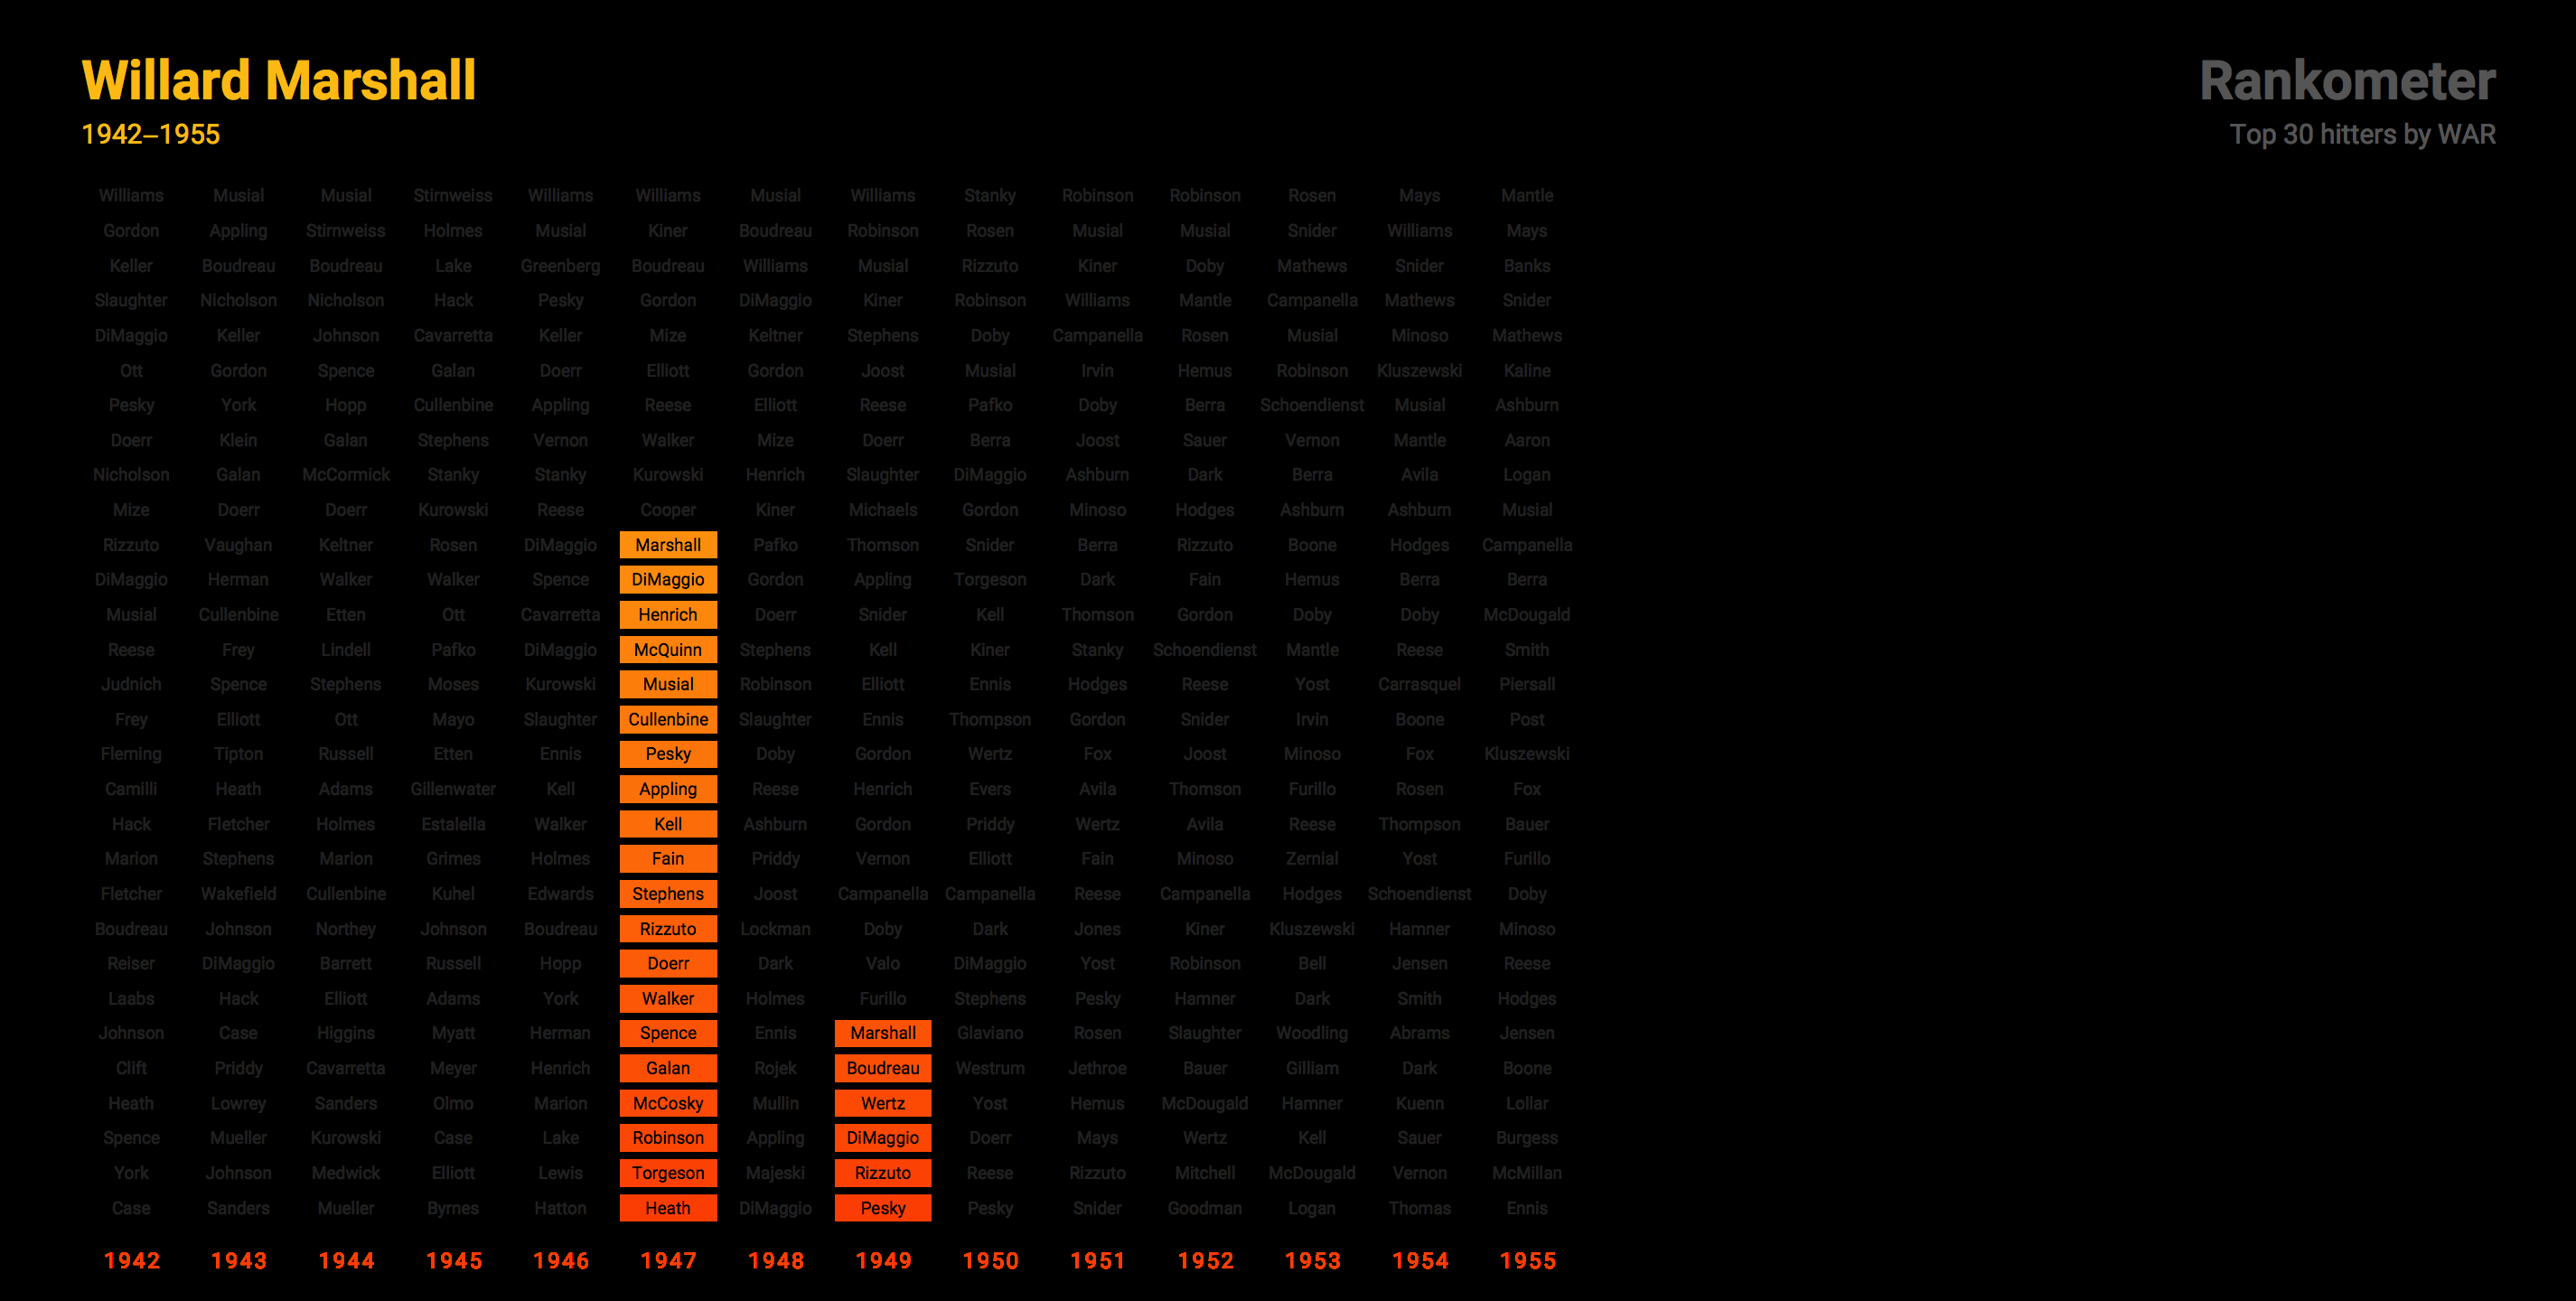 Willard Marshall
1942–1955
Rankometer
Top 30 hitters by WAR
Williams Musial Musial Stirnweiss Williams Williams Musial Williams Stanky Robinson Robinson Rosen Mays Mantle
Gordon Appling Stirnweiss Holmes Musial Kiner Boudreau Robinson Rosen Musial Musial Snider Williams Mays
Keller Boudreau Boudreau Lake Greenberg Boudreau Williams Musial Rizzuto Kiner Doby Mathews Snider Banks
Slaughter Nicholson Nicholson Hack Pesky Gordon DiMaggio Kiner Robinson Williams Mantle Campanella Mathews Snider
DiMaggio Keller Johnson Cavarretta Keller Mize Keltner Stephens Doby Campanella Rosen Musial Minoso Mathews
Ott Gordon Spence Galan Doerr Elliott Gordon Joost Musial Irvin Hemus Robinson Kluszewski Kaline
Pesky York Hopp Cullenbine Appling Reese Elliott Reese Pafko Doby Berra Schoendienst Musial Ashburn
Doerr Klein Galan Stephens Vernon Walker Mize Doerr Berra Joost Sauer Vernon Mantle Aaron
Nicholson Galan McCormick Stanky Stanky Kurowski Henrich Slaughter DiMaggio Ashburn Dark Berra Avila Logan
Mize Doerr Doerr Kurowski Reese Cooper Kiner Michaels Gordon Minoso Hodges Ashburn Ashburn Musial
Rizzuto Vaughan Keltner Rosen DiMaggio Marshall Pafko Thomson Snider Berra Rizzuto Boone Hodges Campanella
DiMaggio Herman Walker Walker Spence DiMaggio Gordon Appling Torgeson Dark Fain Hemus Berra Berra
Musial Cullenbine Etten Ott Cavarretta Henrich Doerr Snider Kell Thomson Gordon Doby Doby McDougald
Reese Frey Lindell Pafko DiMaggio McQuinn Stephens Kell Kiner Stanky Schoendienst Mantle Reese Smith
Judnich Spence Stephens Moses Kurowski Musial Robinson Elliott Ennis Hodges Reese Yost Carrasquel Piersall
Frey Elliott Ott Mayo Slaughter Cullenbine Slaughter Ennis Thompson Gordon Snider Irvin Boone Post
Fleming Tipton Russell Etten Ennis Pesky Doby Gordon Wertz Fox Joost Minoso Fox Kluszewski
Camilli Heath Adams Gillenwater Kell Appling Reese Henrich Evers Avila Thomson Furillo Rosen Fox
Hack Fletcher Holmes Estalella Walker Kell Ashburn Gordon Priddy Wertz Avila Reese Thompson Bauer
Marion Stephens Marion Grimes Holmes Fain Priddy Vernon Elliott Fain Minoso Zernial Yost Furillo
Fletcher Wakefield Cullenbine Kuhel Edwards Stephens Joost Campanella Campanella Reese Campanella Hodges Schoendienst Doby
Boudreau Johnson Northey Johnson Boudreau Rizzuto Lockman Doby Dark Jones Kiner Kluszewski Hamner Minoso
Reiser DiMaggio Barrett Russell Hopp Doerr Dark Valo DiMaggio Yost Robinson Bell Jensen Reese
Laabs Hack Elliott Adams York Walker Holmes Furillo Stephens Pesky Hamner Dark Smith Hodges
Johnson Case Higgins Myatt Herman Spence Ennis Marshall Glaviano Rosen Slaughter Woodling Abrams Jensen
Clift Priddy Cavarretta Meyer Henrich Galan Rojek Boudreau Westrum Jethroe Bauer Gilliam Dark Boone
Heath Lowrey Sanders Olmo Marion McCosky Mullin Wertz Yost Hemus McDougald Hamner Kuenn Lollar
Spence Mueller Kurowski Case Lake Robinson Appling DiMaggio Doerr Mays Wertz Kell Sauer Burgess
York Johnson Medwick Elliott Lewis Torgeson Majeski Rizzuto Reese Rizzuto Mitchell McDougald Vernon McMillan
Case Sanders Mueller Byrnes Hatton Heath DiMaggio Pesky Pesky Snider Goodman Logan Thomas Ennis
1942 1943 1944 1945 1946 1947 1948 1949 1950 1951 1952 1953 1954 1955